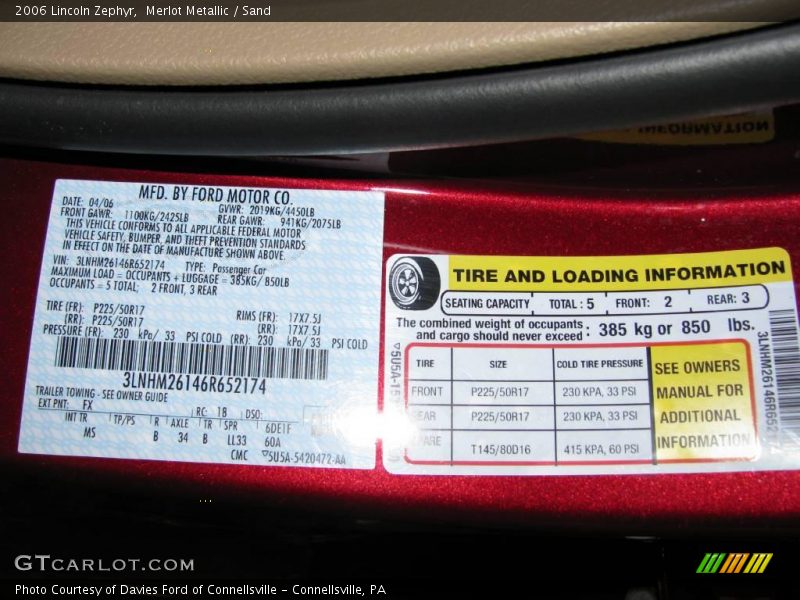 2006 Lincoln Zephyr, Merlot Metallic / Sand
INFORMATION
MFD. BY FORD MOTOR CO.
DATE: 04/06 GVWR: 2019KG/4450LB
FRONT GAWR: 1100KG/2425LB REAR GAWR: 941KG/2075LB
THIS VEHICLE CONFORMS TO ALL APPLICABLE FEDERAL MOTOR
VEHICLE SAFETY, BUMPER, AND THEFT PREVENTION STANDARDS
IN EFFECT ON THE DATE OF MANUFACTURE SHOWN ABOVE.
VIN: 3LNHM26146R652174 TYPE: Passenger Car
MAXIMUM LOAD = OCCUPANTS + LUGGAGE = 385KG/ 850LB
OCCUPANTS = 5 TOTAL; 2 FRONT, 3 REAR
TIRE (FR): P225/50R17 RIMS (FR): 17X7.5J
(RR): P225/50R17 (RR): 17X7.5J
PRESSURE (FR): 230 kPa/ 33 PSI COLD (RR): 230 kPa/ 33 PSI COLD
3LNHM26146R652174
TRAILER TOWING - SEE OWNER GUIDE
EXT PNT: FX RC: 18 DSO:
INT TR TP/PS R AXLE TR SPR 6DETF
MS B 34 B LL33 60A
CMC ▽5U5A-5420472-AA
TIRE AND LOADING INFORMATION
SEATING CAPACITY TOTAL : 5 FRONT: 2 REAR: 3
The combined weight of occupants and cargo should never exceed : 385 kg or 850 lbs.
TIRE SIZE COLD TIRE PRESSURE
FRONT P225/50R17 230 KPA, 33 PSI
REAR P225/50R17 230 KPA, 33 PSI
SPARE T145/80D16 415 KPA, 60 PSI
SEE OWNERS
MANUAL FOR
ADDITIONAL
INFORMATION
GTCARLOT.COM
Photo Courtesy of Davies Ford of Connellsville - Connellsville, PA